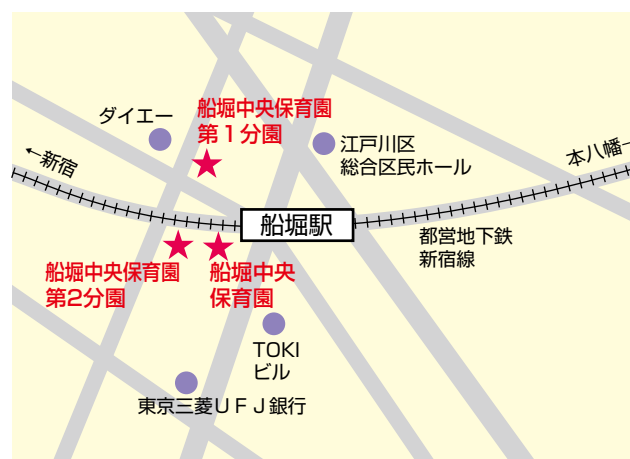 船堀中央保育園
第１分園
ダイエー
江戸川区
総合区民ホール
←新宿
本八幡→
船堀駅
都営地下鉄
新宿線
船堀中央保育園
第2分園
船堀中央
保育園
TOKI
ビル
東京三菱ＵＦＪ銀行